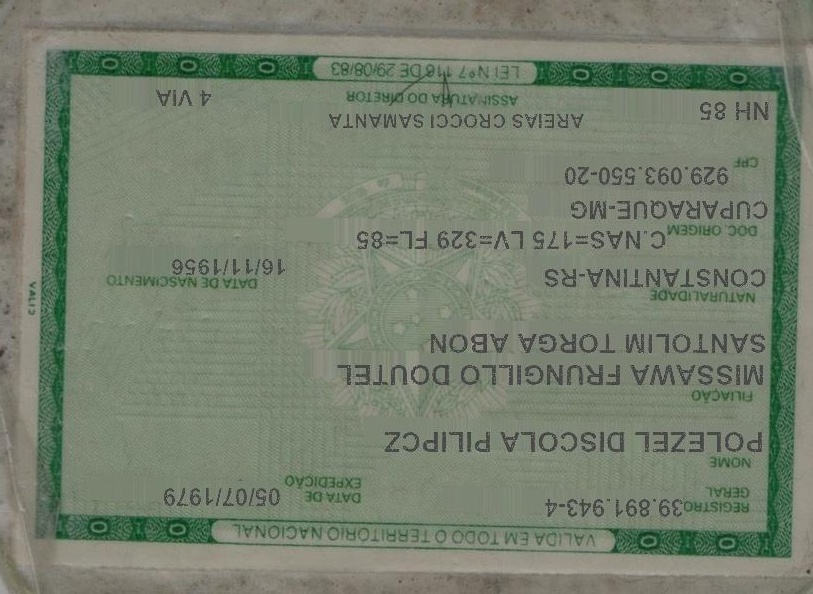 VALIDA EM TODO O TERRITÓRIO NACIONAL
REGISTRO GERAL 39.891.943-4 DATA DE EXPEDIÇÃO 05/07/1979
NOME
POLEZEL DISCOLA PILIPCZ
FILIAÇÃO
MISSAWA FRUNGILLO DOUTEL
SANTOLIM TORGA ABON
NATURALIDADE DATA DE NASCIMENTO
CONSTANTINA-RS 16/11/1956
DOC. ORIGEM C.NAS=175 LV=329 FL=85
CUPARAQUE-MG
CPF 929.093.550-20
NH 85 AREIAS CROCCI SAMANTA
ASSINATURA DO DIRETOR 4 VIA
LEI Nº 7.116 DE 29/08/83